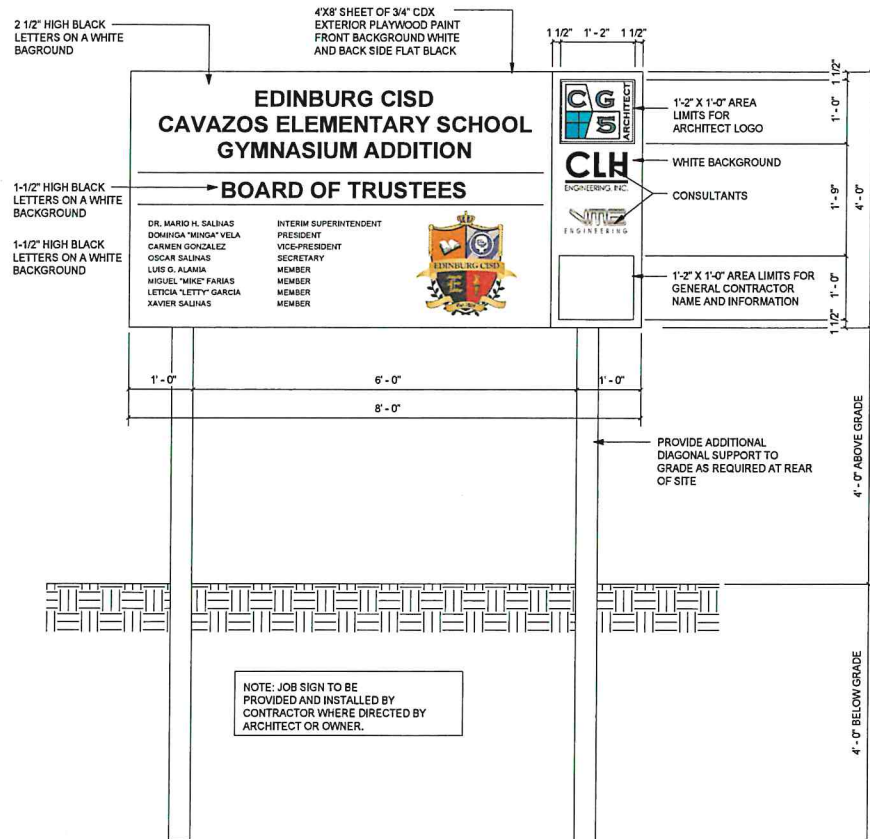 2 1/2" HIGH BLACK
LETTERS ON A WHITE
BAGROUND
4'X8' SHEET OF 3/4" CDX
EXTERIOR PLAYWOOD PAINT
FRONT BACKGROUND WHITE
AND BACK SIDE FLAT BLACK
1 1/2" 1' - 2" 1 1/2"
EDINBURG CISD
CAVAZOS ELEMENTARY SCHOOL
GYMNASIUM ADDITION
BOARD OF TRUSTEES
1-1/2" HIGH BLACK
LETTERS ON A WHITE
BACKGROUND
1-1/2" HIGH BLACK
LETTERS ON A WHITE
BACKGROUND
DR. MARIO H. SALINAS INTERIM SUPERINTENDENT
DOMINGA "MINGA" VELA PRESIDENT
CARMEN GONZALEZ VICE-PRESIDENT
OSCAR SALINAS SECRETARY
LUIS G. ALAMIA MEMBER
MIGUEL "MIKE" FARIAS MEMBER
LETICIA "LETTY" GARCIA MEMBER
XAVIER SALINAS MEMBER
EDINBURG CISD
E
CG
5
ARCHITECT
CLH
ENGINEERING, INC.
ENGINEERING
1'-2" X 1'-0" AREA
LIMITS FOR
ARCHITECT LOGO
WHITE BACKGROUND
CONSULTANTS
1'-2" X 1'-0" AREA LIMITS FOR
GENERAL CONTRACTOR
NAME AND INFORMATION
1 1/2"
1' - 0"
1' - 9"
1' - 0"
1 1/2"
4' - 0"
1' - 0" 6' - 0" 1' - 0"
8' - 0"
PROVIDE ADDITIONAL
DIAGONAL SUPPORT TO
GRADE AS REQUIRED AT REAR
OF SITE
4' - 0" ABOVE GRADE
NOTE: JOB SIGN TO BE
PROVIDED AND INSTALLED BY
CONTRACTOR WHERE DIRECTED BY
ARCHITECT OR OWNER.
4' - 0" BELOW GRADE